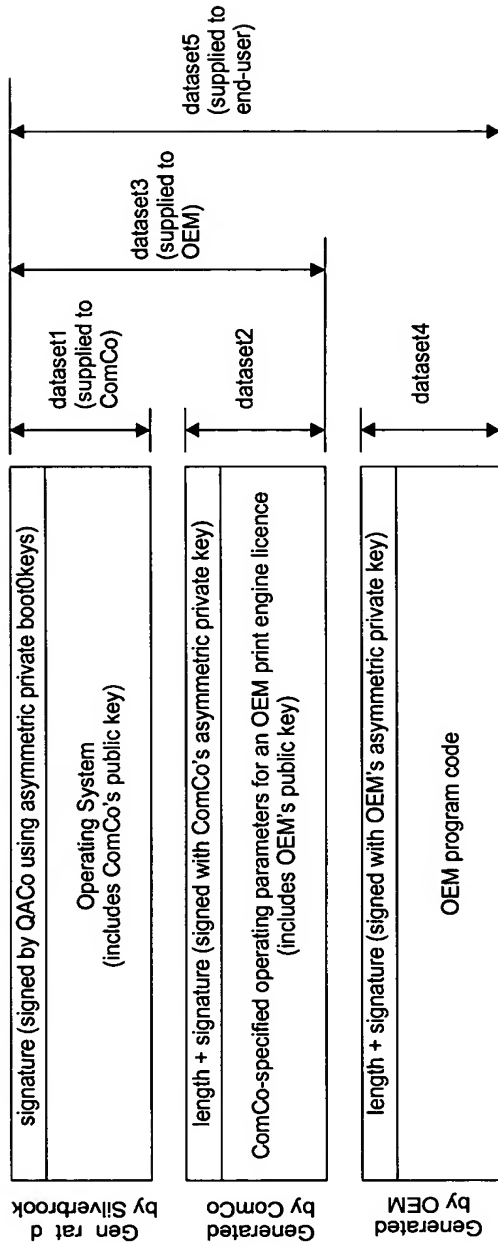 Gen rat d
by Silverbrook
signature (signed by QACo using asymmetric private boot0keys)
Operating System
(includes ComCo's public key)
dataset1
(supplied to
ComCo)
dataset3
(supplied to
OEM)
dataset5
(supplied to
end-user)
Generated
by ComCo
length + signature (signed with ComCo's asymmetric private key)
ComCo-specified operating parameters for an OEM print engine licence
(includes OEM's public key)
dataset2
Generated
by OEM
length + signature (signed with OEM's asymmetric private key)
OEM program code
dataset4